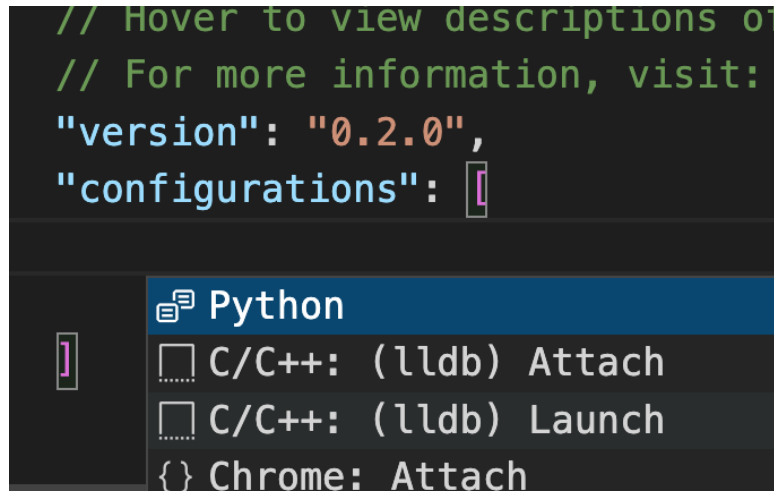 // Hover to view descriptions of
// For more information, visit:
"version": "0.2.0",
"configurations": [
Python
]
C/C++: (lldb) Attach
C/C++: (lldb) Launch
{} Chrome: Attach